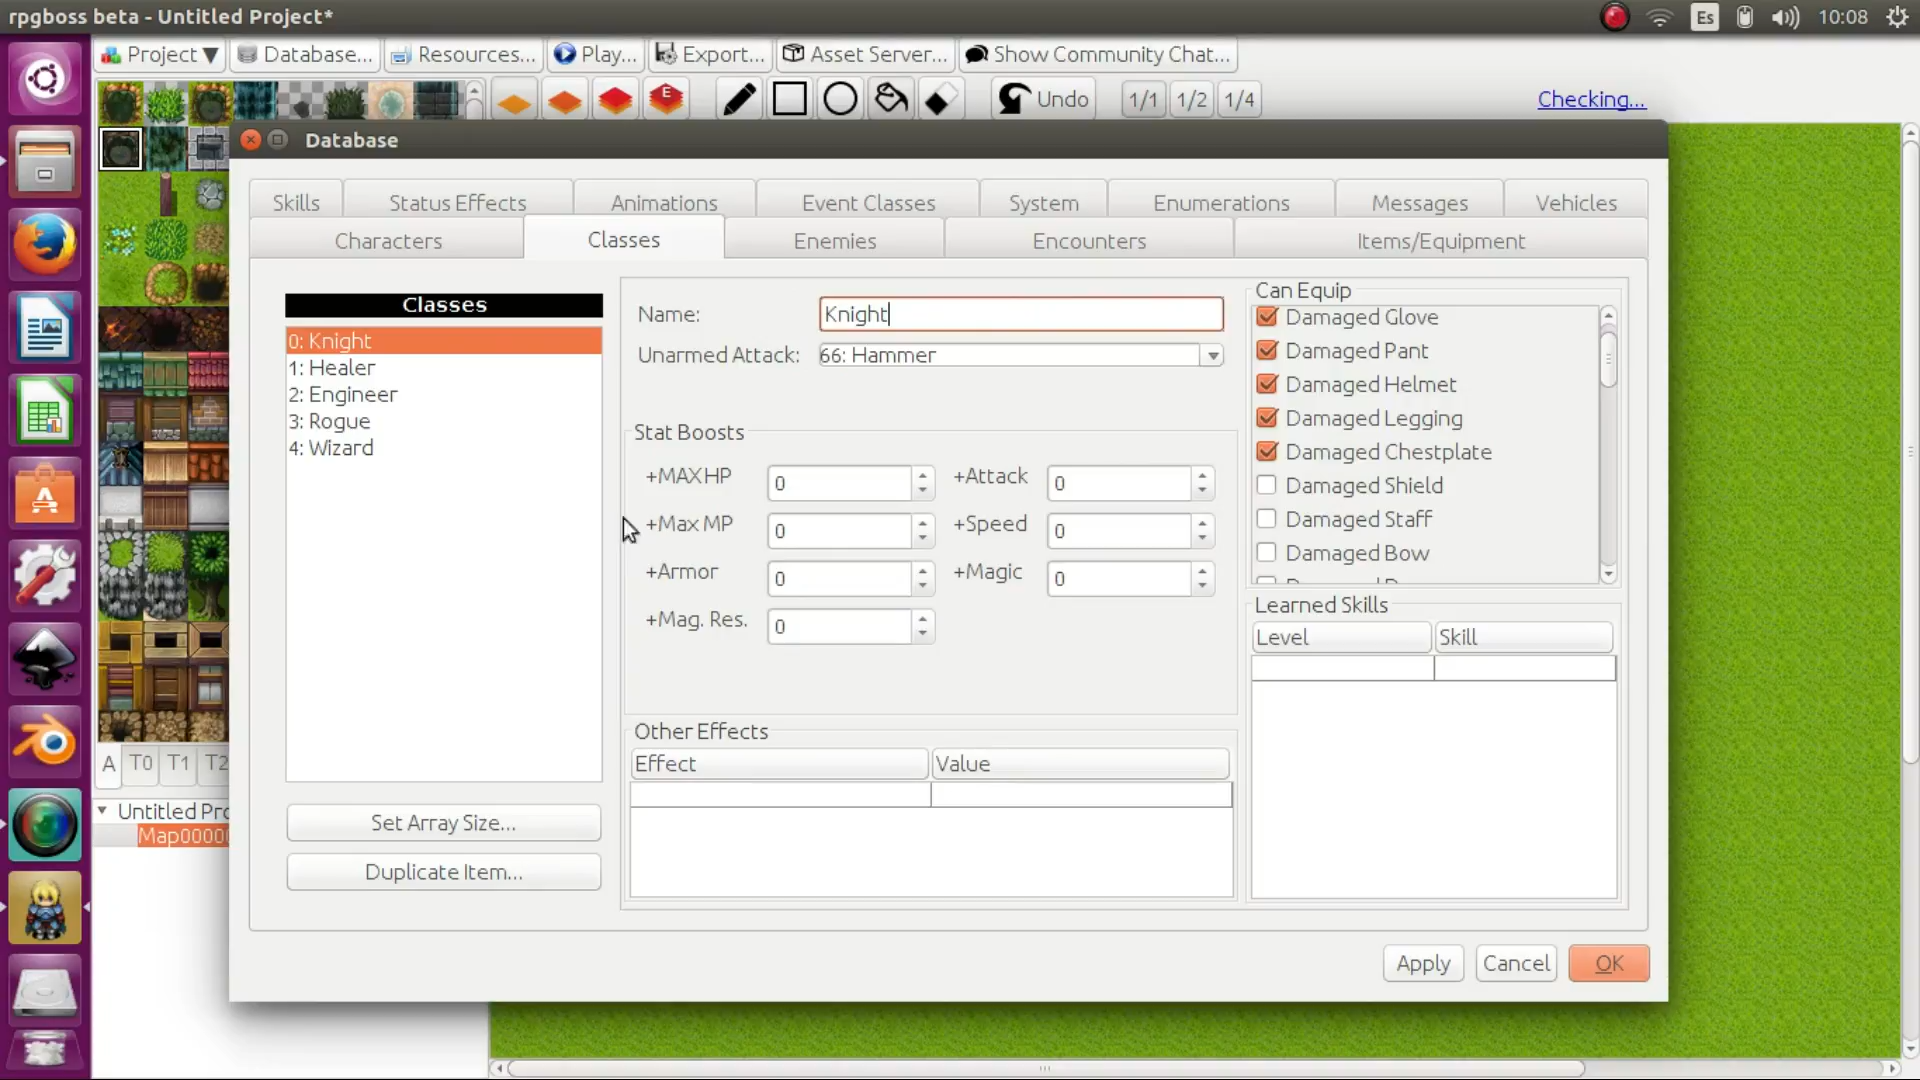 rpgboss beta - Untitled Project*
Es
10:08
Project ▼
Database...
Resources...
Play...
Export...
Asset Server...
Show Community Chat...
E
Undo
1/1
1/2
1/4
Checking...
Database
Skills
Status Effects
Animations
Event Classes
System
Enumerations
Messages
Vehicles
Characters
Classes
Enemies
Encounters
Items/Equipment
Classes
0: Knight
1: Healer
2: Engineer
3: Rogue
4: Wizard
Set Array Size...
Duplicate Item...
Name:
Knight
Unarmed Attack:
66: Hammer
Stat Boosts
+MAX HP
0
+Attack
0
+Max MP
0
+Speed
0
+Armor
0
+Magic
0
+Mag. Res.
0
Other Effects
Effect
Value
Can Equip
Damaged Glove
Damaged Pant
Damaged Helmet
Damaged Legging
Damaged Chestplate
Damaged Shield
Damaged Staff
Damaged Bow
Learned Skills
Level
Skill
Apply
Cancel
OK
A
T0
T1
T2
Untitled Pro
Map00000